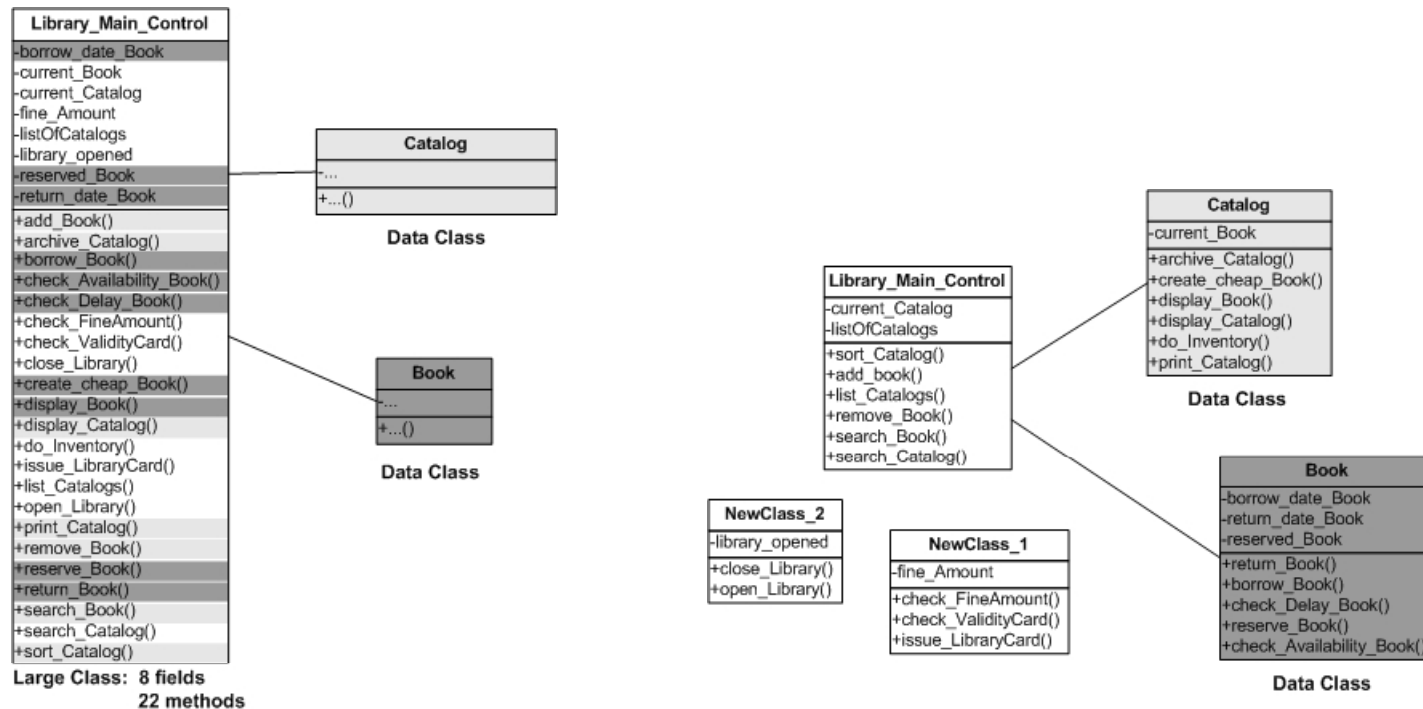 Library_Main_Control
-borrow_date_Book
-current_Book
-current_Catalog
-fine_Amount
-listOfCatalogs
-library_opened
-reserved_Book
-return_date_Book
+add_Book()
+archive_Catalog()
+borrow_Book()
+check_Availability_Book()
+check_Delay_Book()
+check_FineAmount()
+check_ValidityCard()
+close_Library()
+create_cheap_Book()
+display_Book()
+display_Catalog()
+do_Inventory()
+issue_LibraryCard()
+list_Catalogs()
+open_Library()
+print_Catalog()
+remove_Book()
+reserve_Book()
+return_Book()
+search_Book()
+search_Catalog()
+sort_Catalog()
Large Class: 8 fields
22 methods
Catalog
-...
+...()
Data Class
Book
-...
+...()
Data Class
Library_Main_Control
-current_Catalog
-listOfCatalogs
+sort_Catalog()
+add_book()
+list_Catalogs()
+remove_Book()
+search_Book()
+search_Catalog()
Catalog
-current_Book
+archive_Catalog()
+create_cheap_Book()
+display_Book()
+display_Catalog()
+do_Inventory()
+print_Catalog()
Data Class
NewClass_2
-library_opened
+close_Library()
+open_Library()
NewClass_1
-fine_Amount
+check_FineAmount()
+check_ValidityCard()
+issue_LibraryCard()
Book
-borrow_date_Book
-return_date_Book
-reserved_Book
+return_Book()
+borrow_Book()
+check_Delay_Book()
+reserve_Book()
+check_Availability_Book()
Data Class